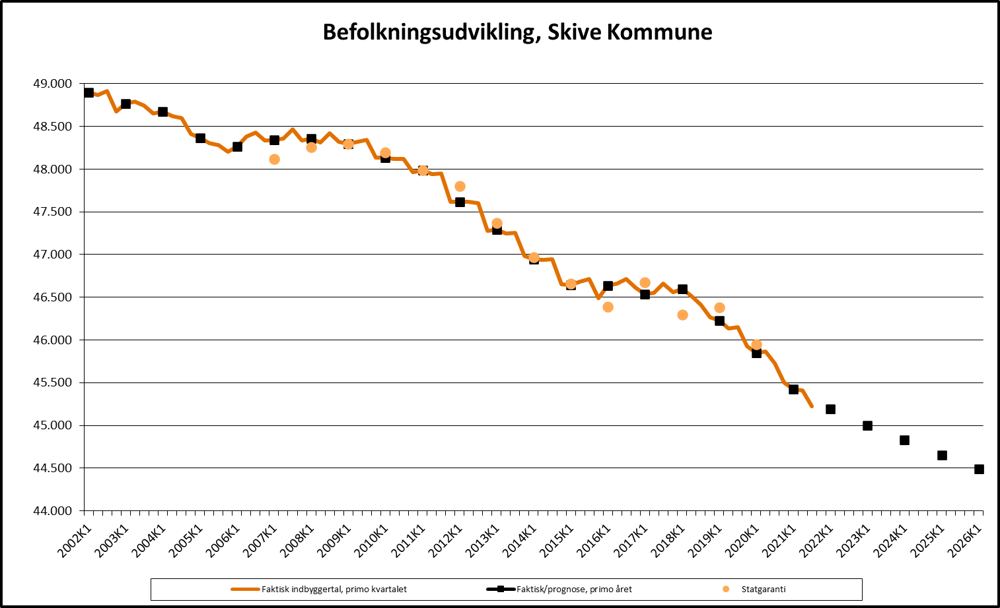 Befolkningsudvikling, Skive Kommune
49.000
48.500
48.000
47.500
47.000
46.500
46.000
45.500
45.000
44.500
44.000
2002K1
2003K1
2004K1
2005K1
2006K1
2007K1
2008K1
2009K1
2010K1
2011K1
2012K1
2013K1
2014K1
2015K1
2016K1
2017K1
2018K1
2019K1
2020K1
2021K1
2022K1
2023K1
2024K1
2025K1
2026K1
Faktisk indbyggertal, primo kvartalet
Faktisk/prognose, primo året
Statgaranti